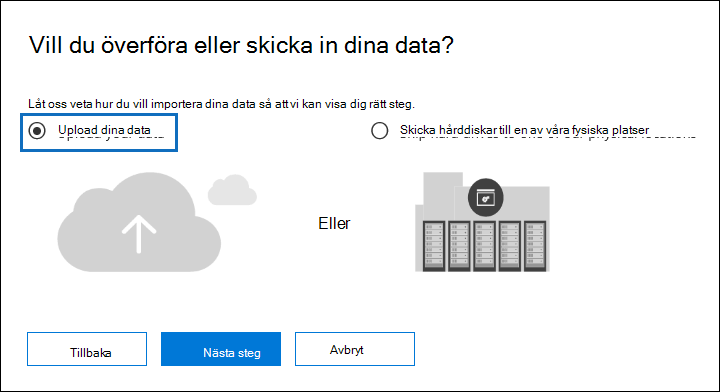 Vill du överföra eller skicka in dina data?
Låt oss veta hur du vill importera dina data så att vi kan visa dig rätt steg.
Upload dina data
Skicka hårddiskar till en av våra fysiska platser
Eller
Tillbaka
Nästa steg
Avbryt